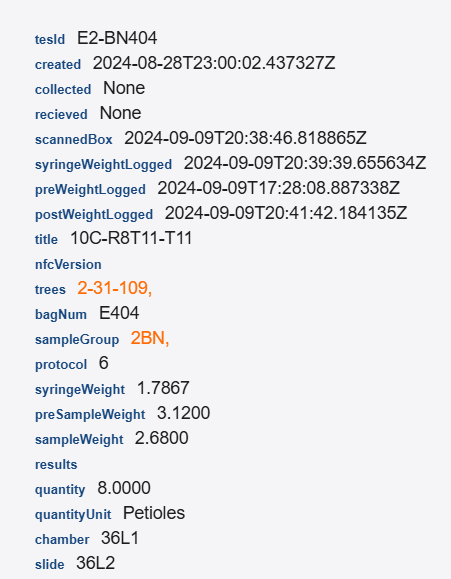 tesId E2-BN404
created 2024-08-28T23:00:02.437327Z
collected None
recieved None
scannedBox 2024-09-09T20:38:46.818865Z
syringeWeightLogged 2024-09-09T20:39:39.655634Z
preWeightLogged 2024-09-09T17:28:08.887338Z
postWeightLogged 2024-09-09T20:41:42.184135Z
title 10C-R8T11-T11
nfcVersion
trees 2-31-109,
bagNum E404
sampleGroup 2BN,
protocol 6
syringeWeight 1.7867
preSampleWeight 3.1200
sampleWeight 2.6800
results
quantity 8.0000
quantityUnit Petioles
chamber 36L1
slide 36L2